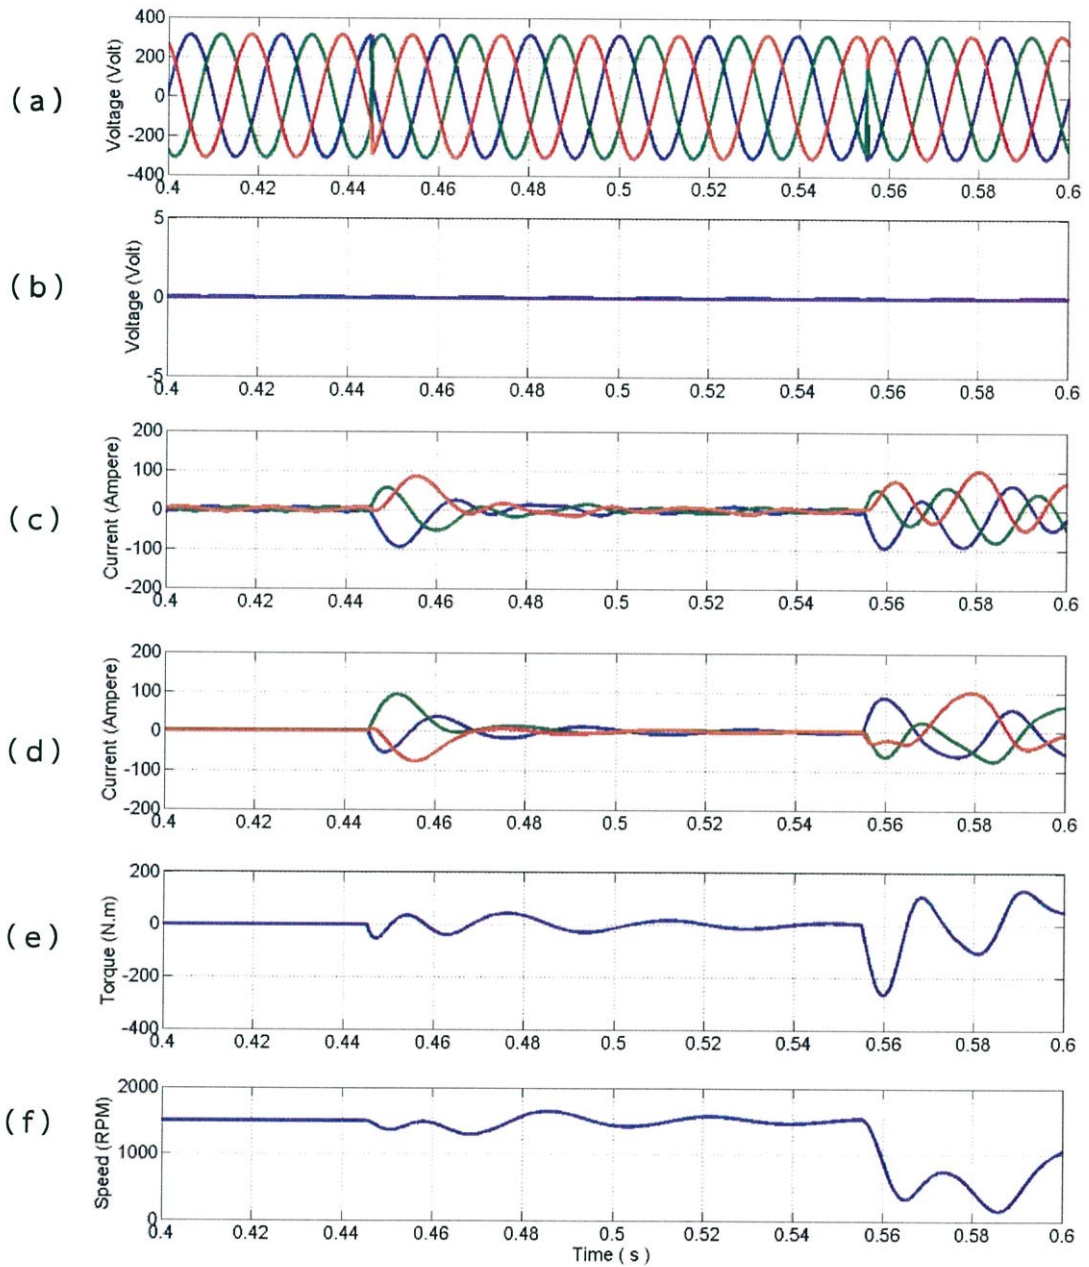 (a)
Voltage (Volt)
400
200
0
-200
-400
0.4 0.42 0.44 0.46 0.48 0.5 0.52 0.54 0.56 0.58 0.6
(b)
Voltage (Volt)
5
0
-5
0.4 0.42 0.44 0.46 0.48 0.5 0.52 0.54 0.56 0.58 0.6
(c)
Current (Ampere)
200
100
0
-100
-200
0.4 0.42 0.44 0.46 0.48 0.5 0.52 0.54 0.56 0.58 0.6
(d)
Current (Ampere)
200
100
0
-100
-200
0.4 0.42 0.44 0.46 0.48 0.5 0.52 0.54 0.56 0.58 0.6
(e)
Torque (N.m)
200
0
-200
-400
0.4 0.42 0.44 0.46 0.48 0.5 0.52 0.54 0.56 0.58 0.6
(f)
Speed (RPM)
2000
1000
0
0.4 0.42 0.44 0.46 0.48 0.5 0.52 0.54 0.56 0.58 0.6
Time ( s )